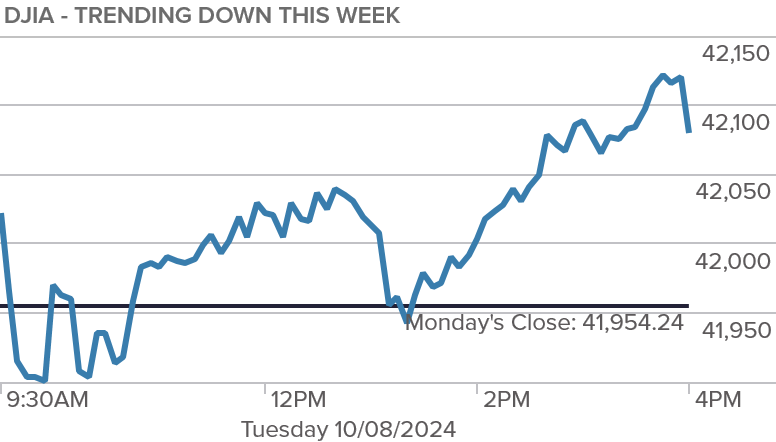 DJIA - TRENDING DOWN THIS WEEK
42,150
42,100
42,050
42,000
Monday's Close: 41,954.24
41,950
9:30AM 12PM 2PM 4PM
Tuesday 10/08/2024